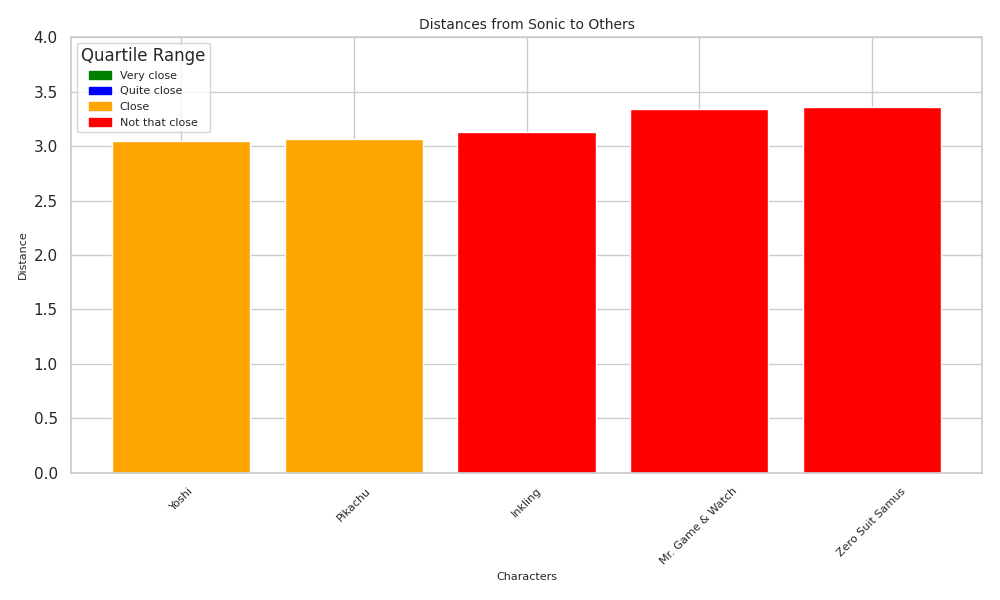 Distances from Sonic to Others
Quartile Range
Very close
Quite close
Close
Not that close
Distance
4.0
3.5
3.0
2.5
2.0
1.5
1.0
0.5
0.0
Yoshi
Pikachu
Inkling
Mr. Game & Watch
Zero Suit Samus
Characters